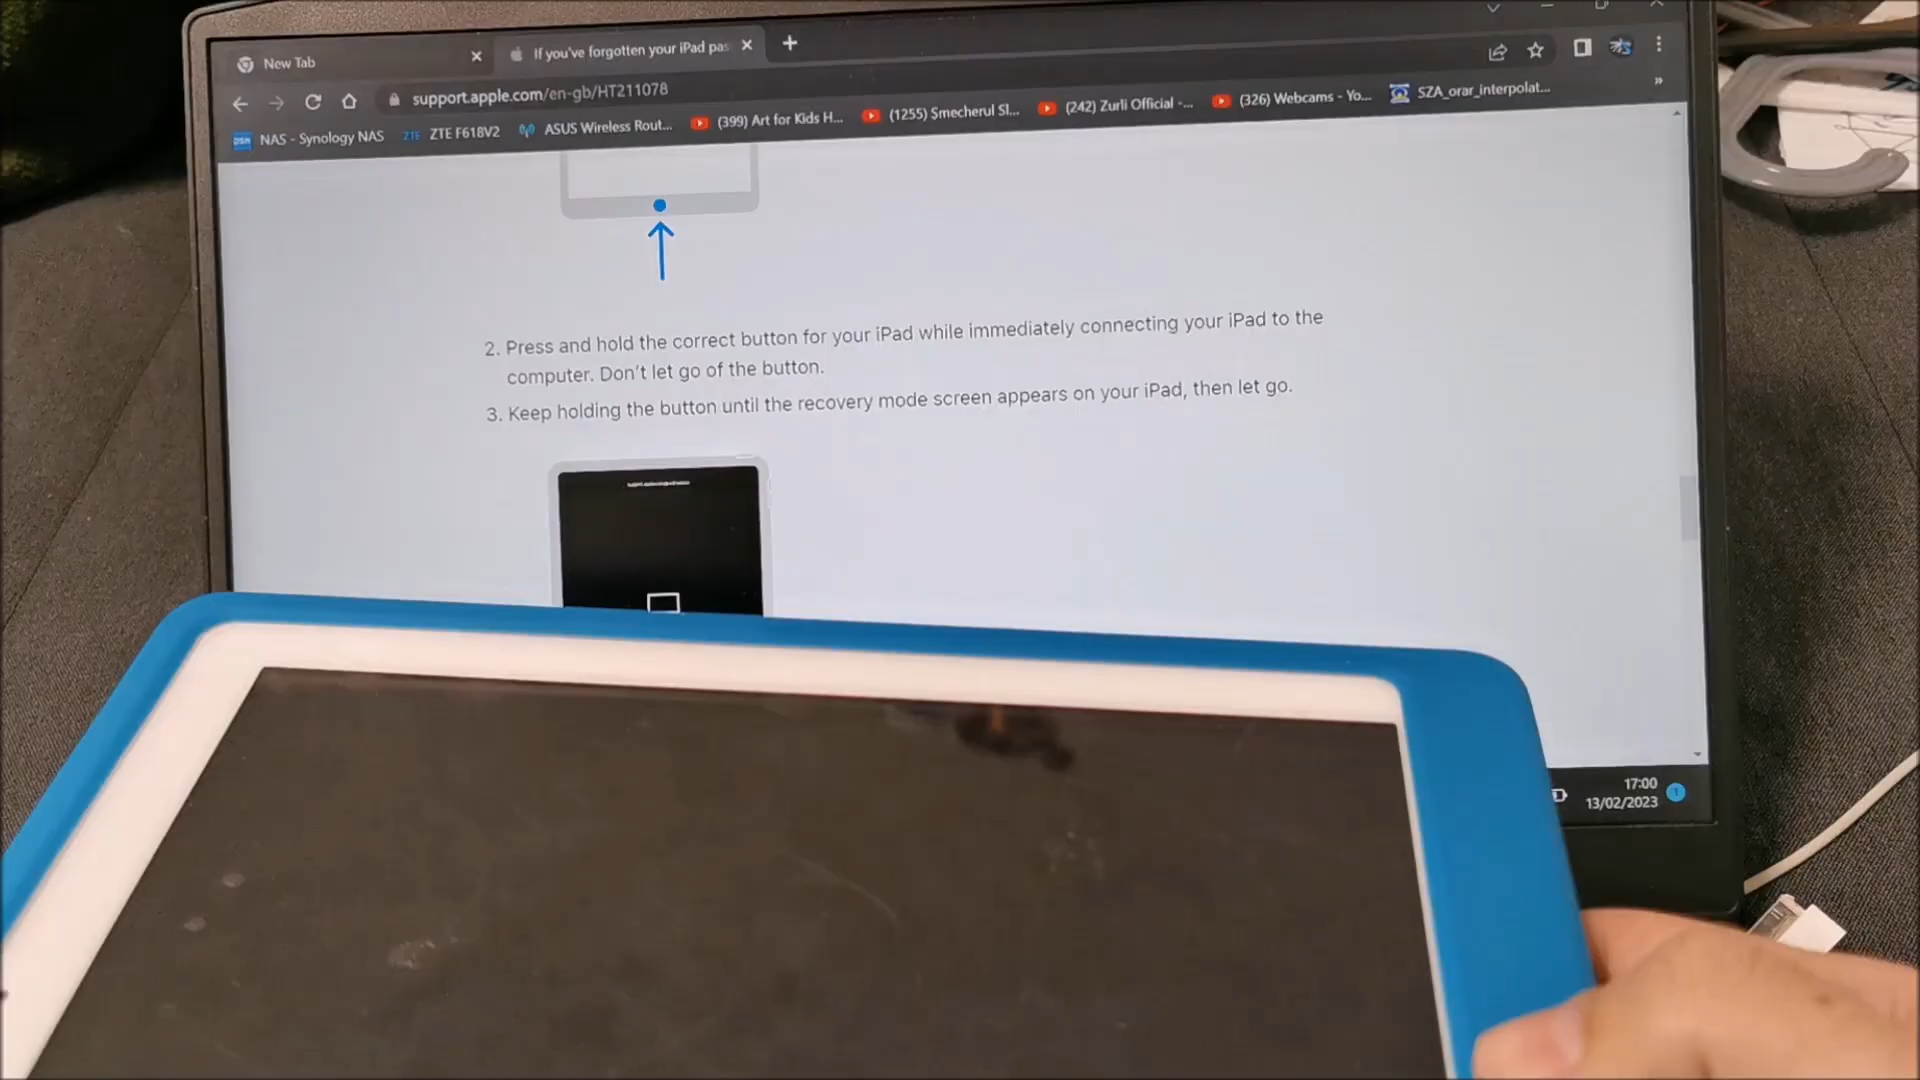 New Tab
If you've forgotten your iPad pas
support.apple.com/en-gb/HT211078
NAS - Synology NAS
ZTE ZTE F618V2
ASUS Wireless Rout...
(399) Art for Kids H...
(1255) Șmecherul Sl...
(242) Zurli Official -...
(326) Webcams - Yo...
SZA_orar_interpolat...
2. Press and hold the correct button for your iPad while immediately connecting your iPad to the
computer. Don't let go of the button.
3. Keep holding the button until the recovery mode screen appears on your iPad, then let go.
17:00
13/02/2023
1